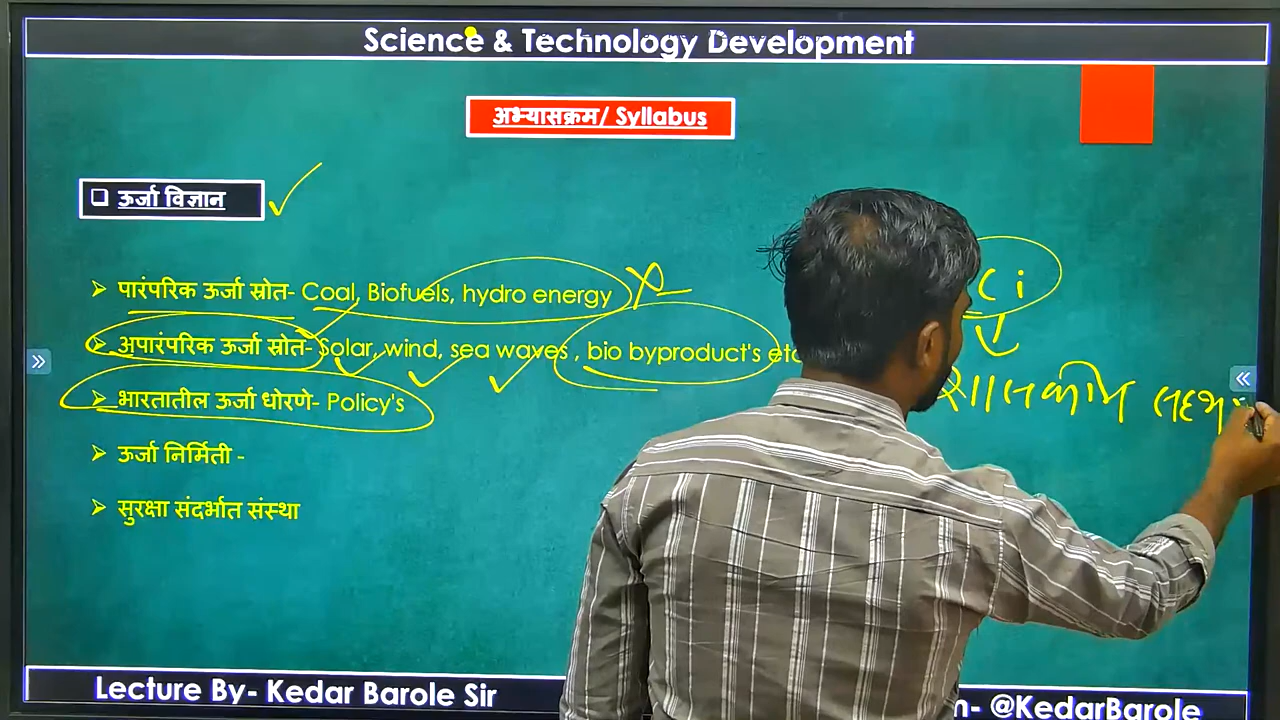 Science & Technology Development
अभ्यासक्रम/ Syllabus
❑ ऊर्जा विज्ञान
➢ पारंपरिक ऊर्जा स्रोत- Coal, Biofuels, hydro energy
➢ अपारंपरिक ऊर्जा स्रोत- Solar, wind, sea waves , bio byproduct's etc
➢ भारतातील ऊर्जा धोरणे- Policy's
➢ ऊर्जा निर्मिती -
➢ सुरक्षा संदर्भात संस्था
Lecture By- Kedar Barole Sir
@KedarBarole